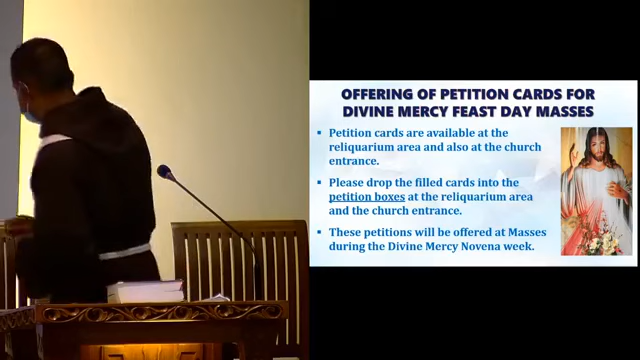 OFFERING OF PETITION CARDS FOR
DIVINE MERCY FEAST DAY MASSES
▪ Petition cards are available at the
reliquarium area and also at the church
entrance.
▪ Please drop the filled cards into the
petition boxes at the reliquarium area
and the church entrance.
▪ These petitions will be offered at Masses
during the Divine Mercy Novena week.